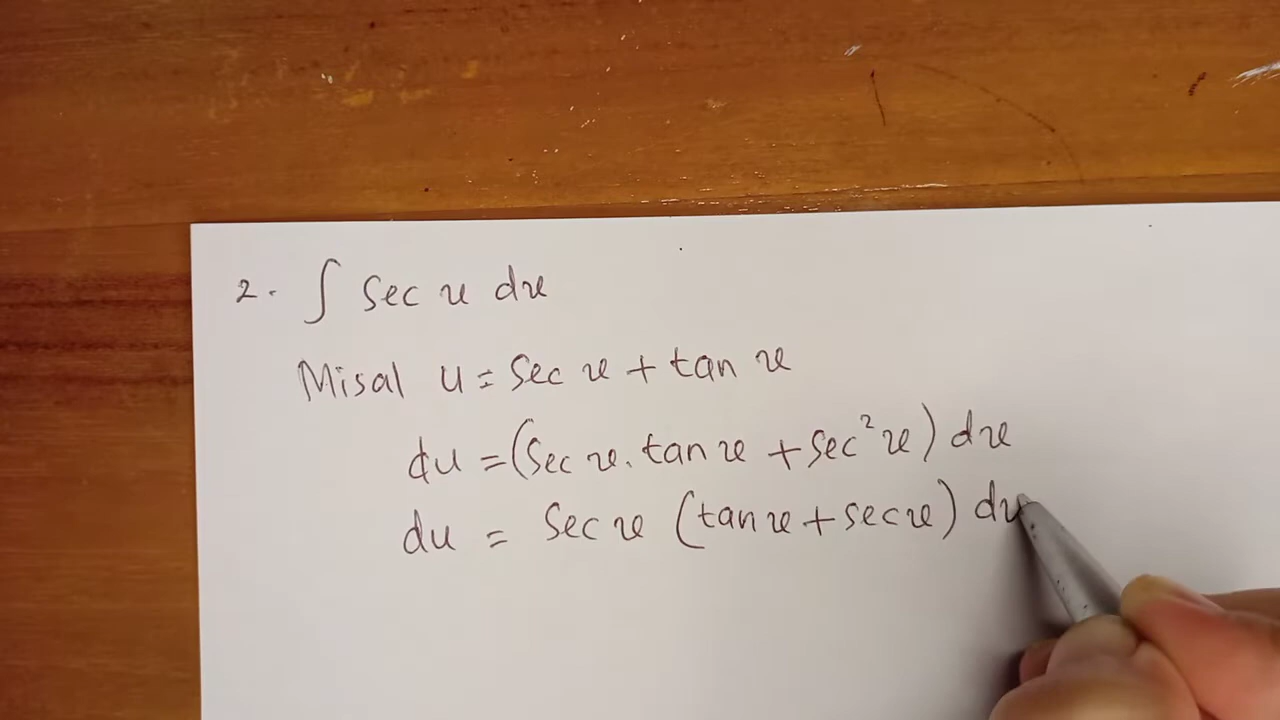 2. ∫ sec x dx
Misal u = sec x + tan x
du = (sec x . tan x + sec² x) dx
du = sec x (tan x + sec x) dx